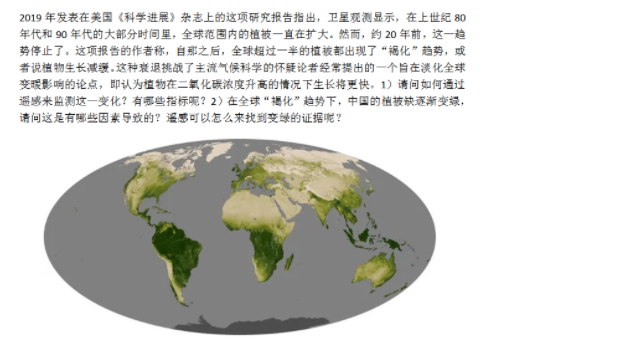 2019 年发表在美国《科学进展》杂志上的这项研究报告指出，卫星观测显示，在上世纪 80
年代和 90 年代的大部分时间里，全球范围内的植被一直在扩大。然而，约 20 年前，这一趋
势停止了。这项报告的作者称，自那之后，全球超过一半的植被都出现了“褐化”趋势，或
者说植物生长减缓。这种衰退挑战了主流气候科学的怀疑论者经常提出的一个旨在淡化全球
变暖影响的论点，即认为植物在二氧化碳浓度升高的情况下生长将更快。1）请问如何通过
遥感来监测这一变化？有哪些指标呢？2）在全球“褐化”趋势下，中国的植被缺逐渐变绿，
请问这是有哪些因素导致的？遥感可以怎么来找到变绿的证据呢？